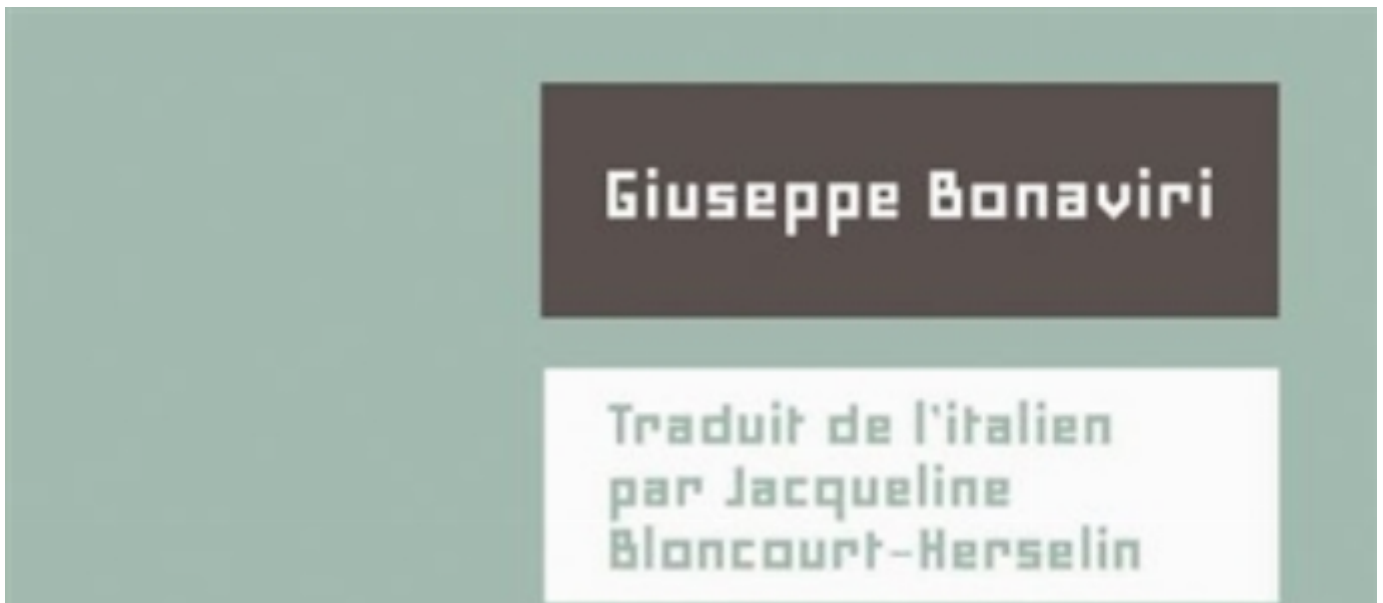 Giuseppe Bonaviri
Traduit de l'italien
par Jacqueline
Bloncourt-Herselin